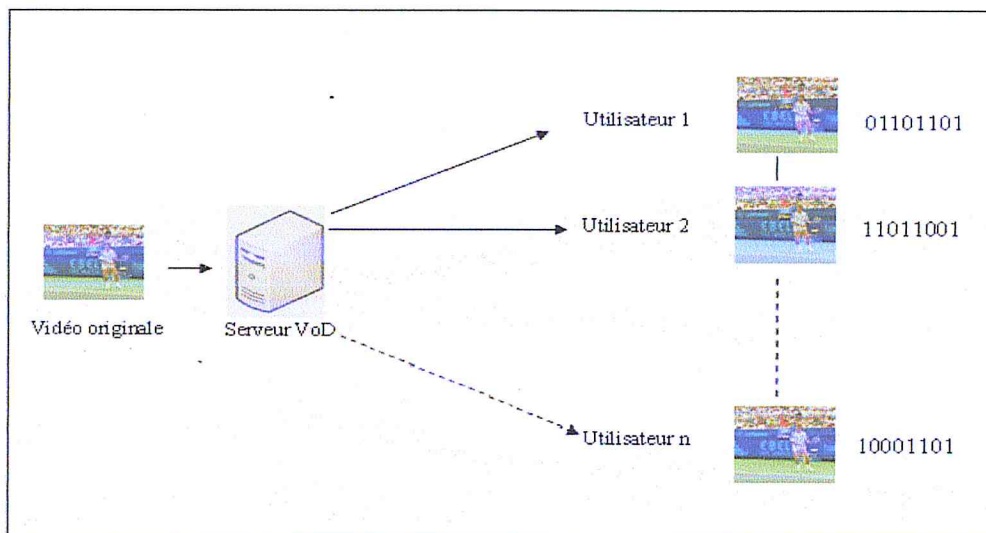 Utilisateur 1
01101101
Utilisateur 2
11011001
Vidéo originale
Serveur VoD
Utilisateur n
10001101